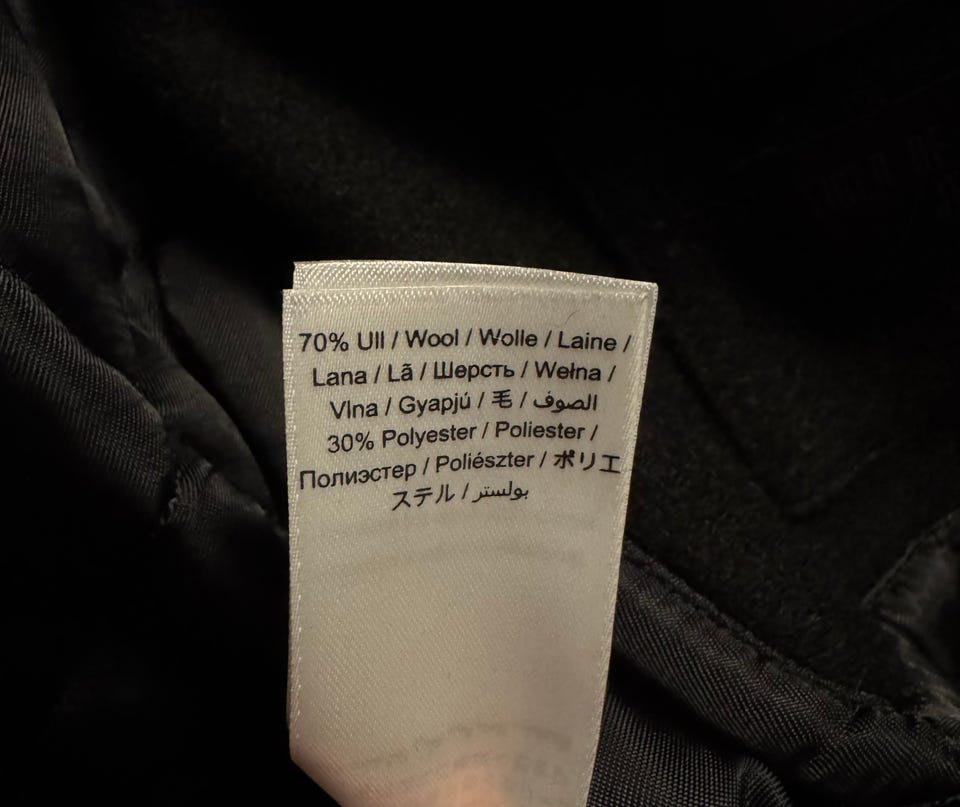 70% Ull / Wool / Wolle / Laine /
Lana / Lã / Шерсть / Wełna /
Vlna / Gyapjú / 毛 / الصوف /
30% Polyester / Poliester /
Полиэстер / Poliészter / ポリエ
ステル / بولستر